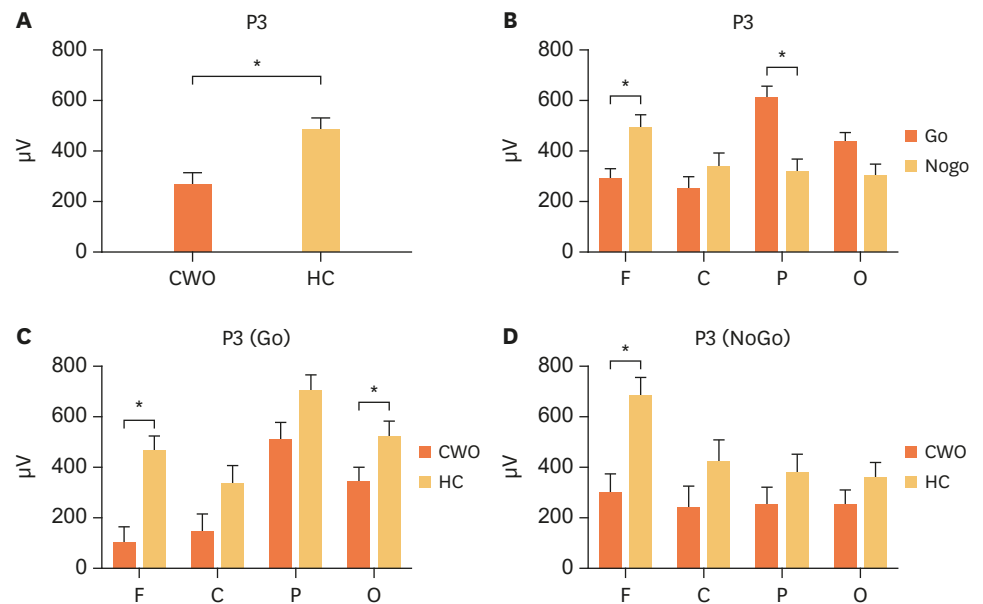 A
P3
800
600
400
200
0
µV
*
CWO
HC
B
P3
800
600
400
200
0
µV
*
*
F
C
P
O
Go
Nogo
C
P3 (Go)
800
600
400
200
0
µV
*
*
F
C
P
O
CWO
HC
D
P3 (NoGo)
800
600
400
200
0
µV
*
F
C
P
O
CWO
HC